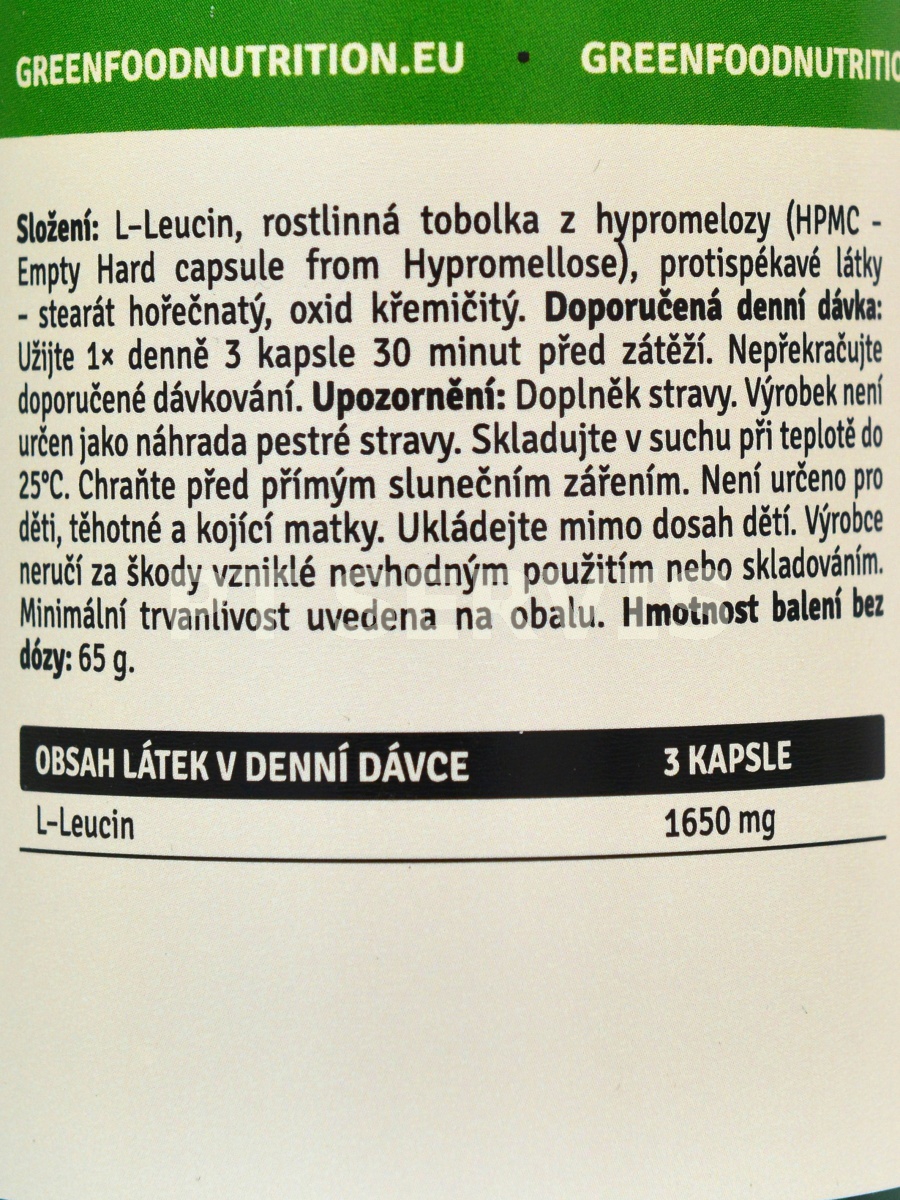 GREENFOODNUTRITION.EU • GREENFOODNUTRITIO
Složení: L-Leucin, rostlinná tobolka z hypromelozy (HPMC -
Empty Hard capsule from Hypromellose), protispékavé látky
- stearát hořečnatý, oxid křemičitý. Doporučená denní dávka:
Užijte 1× denně 3 kapsle 30 minut před zátěží. Nepřekračujte
doporučené dávkování. Upozornění: Doplněk stravy. Výrobek není
určen jako náhrada pestré stravy. Skladujte v suchu při teplotě do
25°C. Chraňte před přímým slunečním zářením. Není určeno pro
děti, těhotné a kojící matky. Ukládejte mimo dosah dětí. Výrobce
neručí za škody vzniklé nevhodným použitím nebo skladováním.
Minimální trvanlivost uvedena na obalu. Hmotnost balení bez
dózy: 65 g.
OBSAH LÁTEK V DENNÍ DÁVCE 3 KAPSLE
L-Leucin 1650 mg